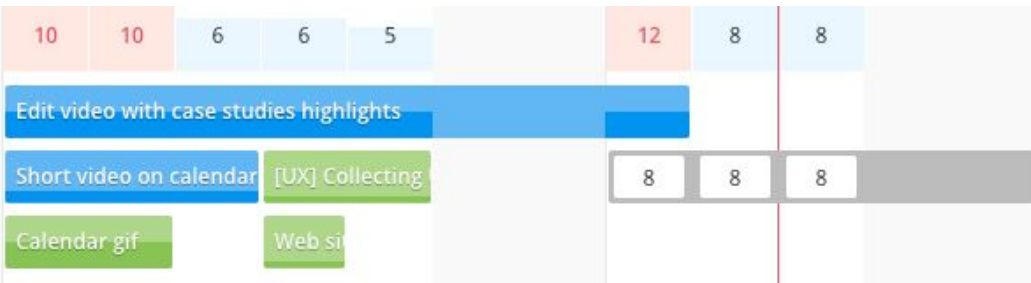 10 10 6 6 5 12 8 8
Edit video with case studies highlights
Short video on calendar [UX] Collecting 8 8 8
Calendar gif Web si